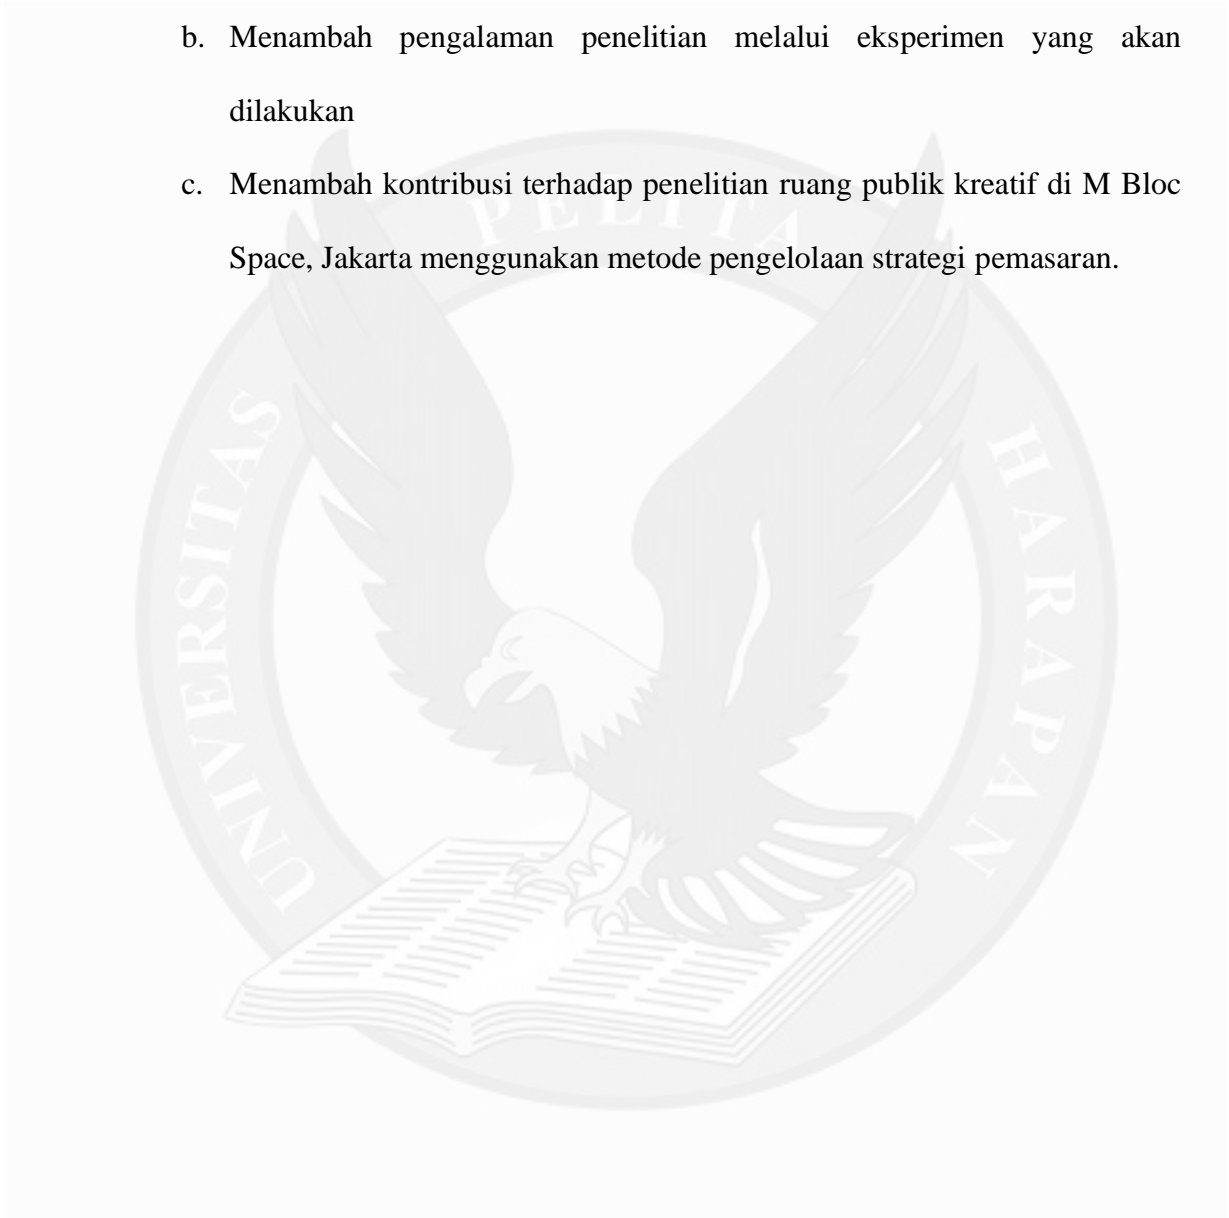 b. Menambah pengalaman penelitian melalui eksperimen yang akan
dilakukan
c. Menambah kontribusi terhadap penelitian ruang publik kreatif di M Bloc
Space, Jakarta menggunakan metode pengelolaan strategi pemasaran.
UNIVERSITAS PELITA HARAPAN